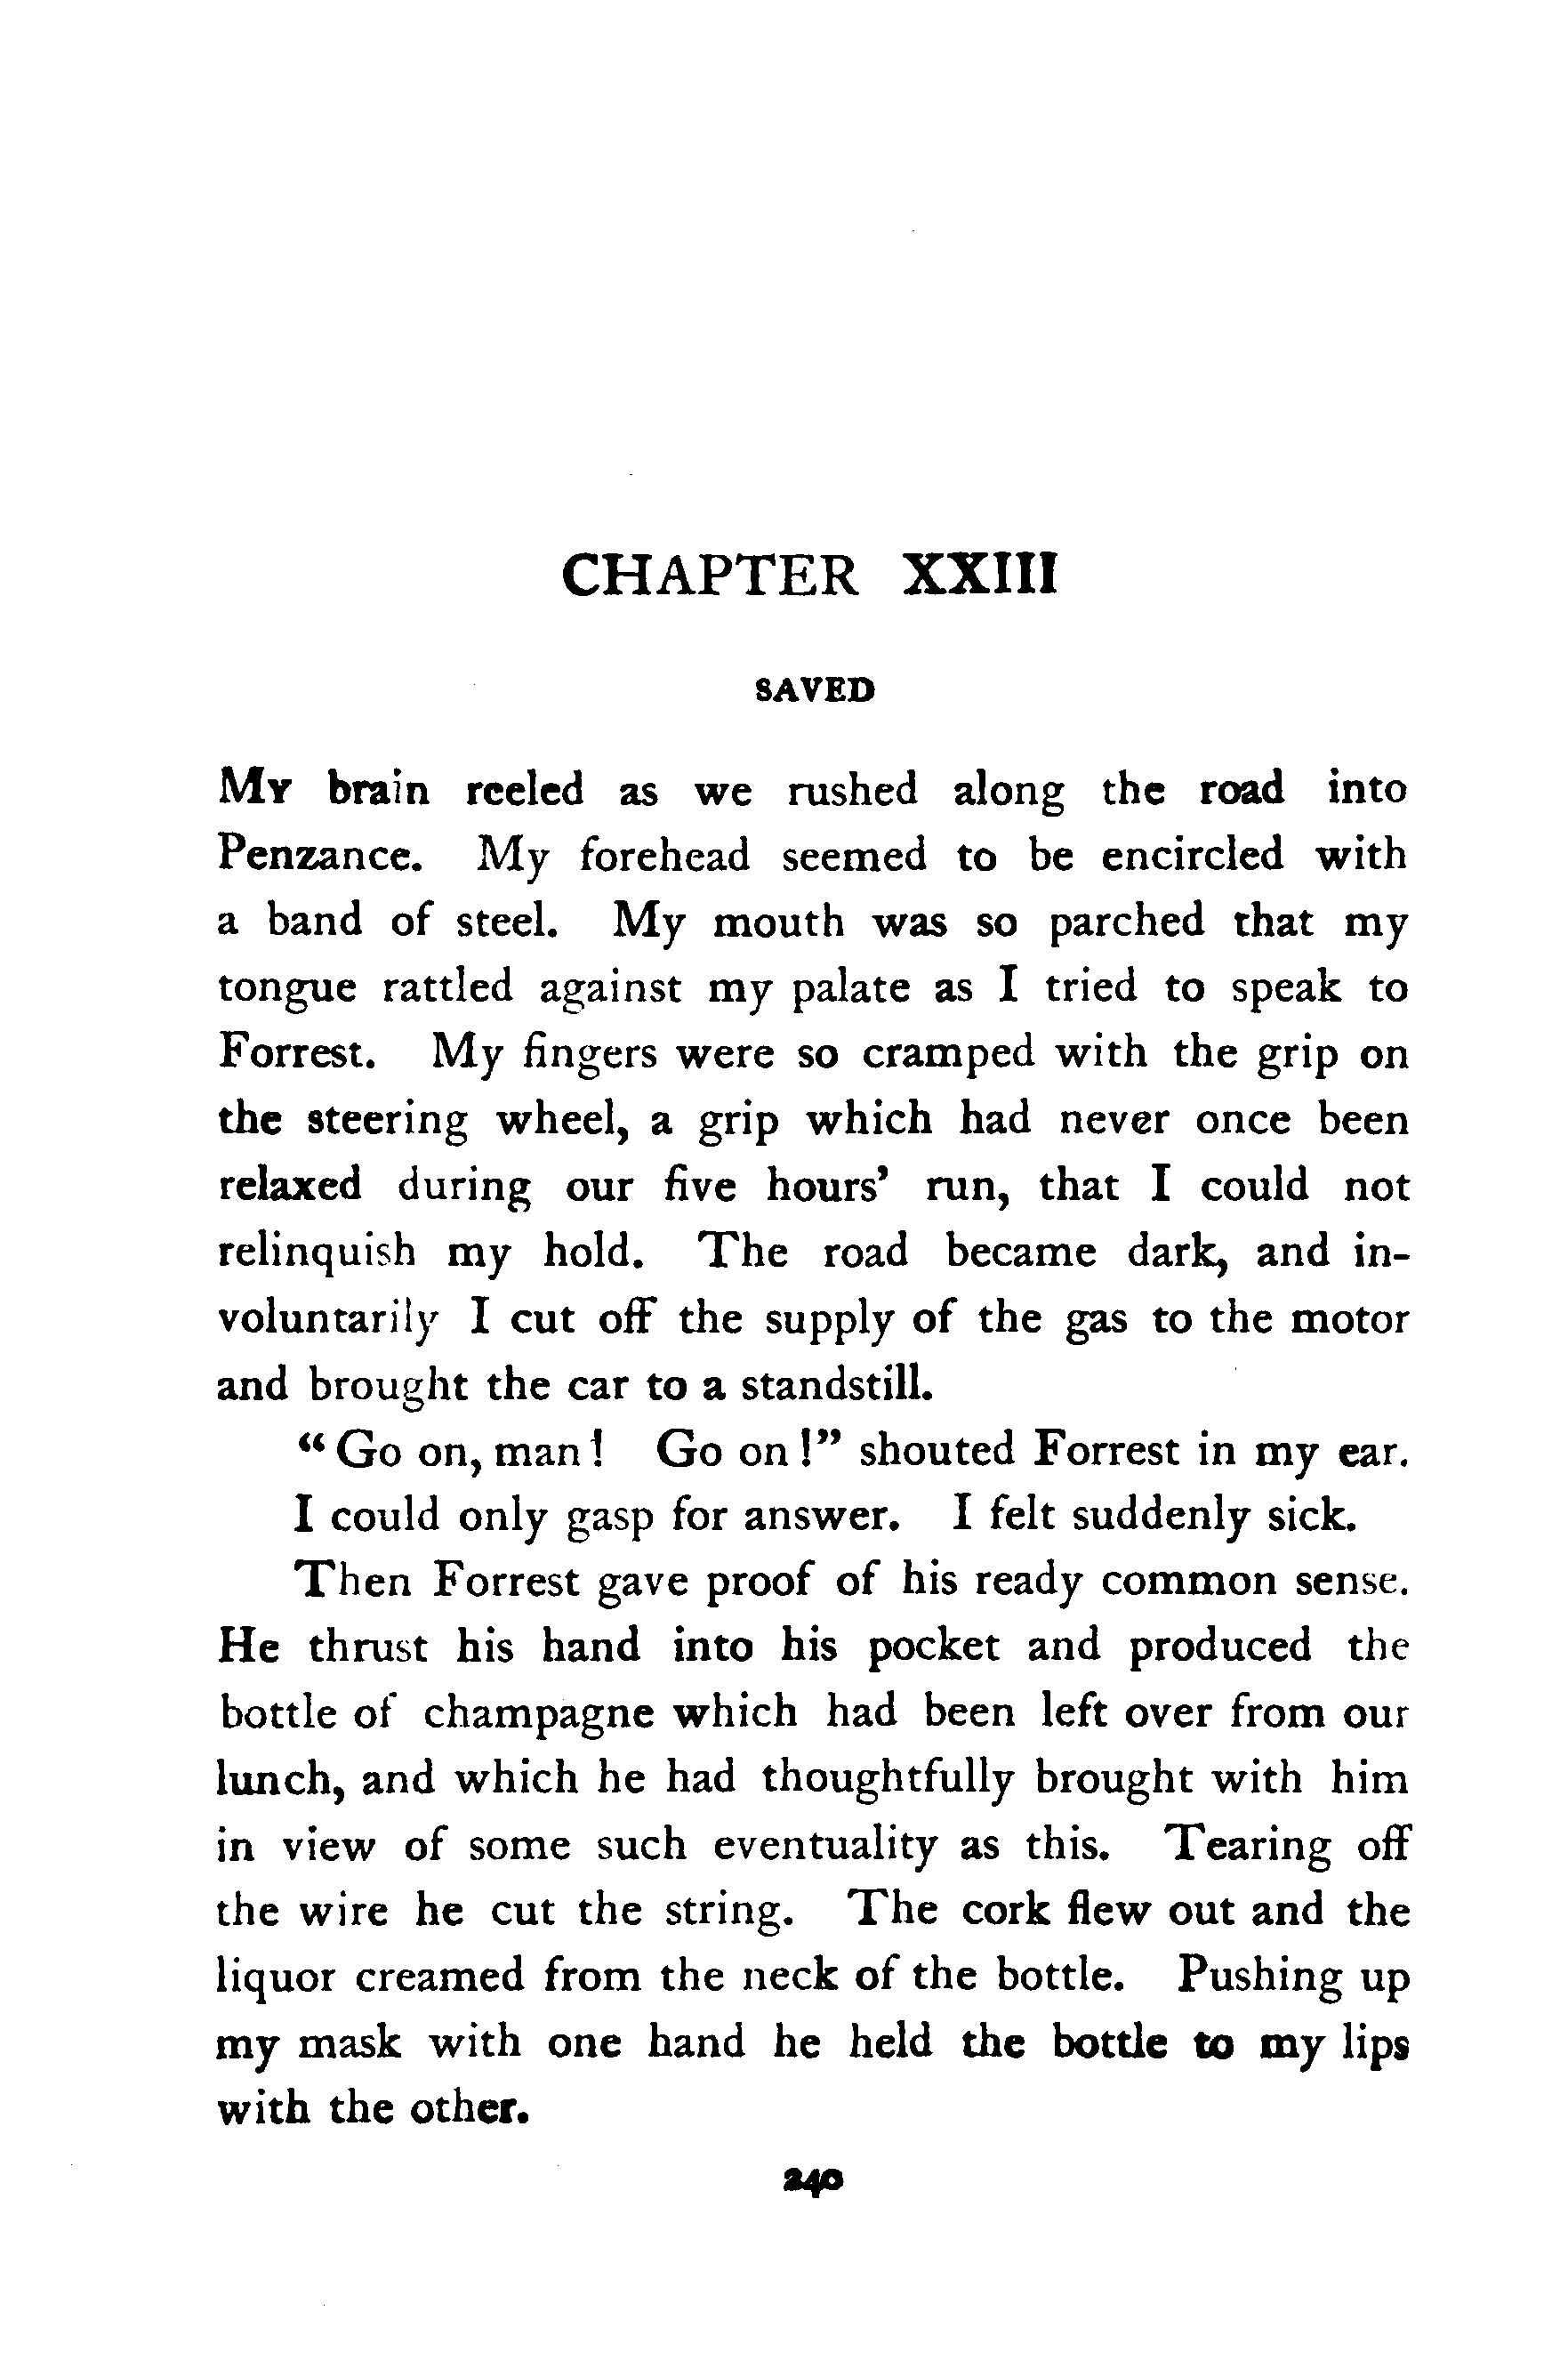 CHAPTER XXIII
SAVED
My brain reeled as we rushed along the road into
Penzance. My forehead seemed to be encircled with
a band of steel. My mouth was so parched that my
tongue rattled against my palate as I tried to speak to
Forrest. My fingers were so cramped with the grip on
the steering wheel, a grip which had never once been
relaxed during our five hours' run, that I could not
relinquish my hold. The road became dark, and in-
voluntarily I cut off the supply of the gas to the motor
and brought the car to a standstill.
“Go on, man! Go on!” shouted Forrest in my ear.
I could only gasp for answer. I felt suddenly sick.
Then Forrest gave proof of his ready common sense.
He thrust his hand into his pocket and produced the
bottle of champagne which had been left over from our
lunch, and which he had thoughtfully brought with him
in view of some such eventuality as this. Tearing off
the wire he cut the string. The cork flew out and the
liquor creamed from the neck of the bottle. Pushing up
my mask with one hand he held the bottle to my lips
with the other.
240